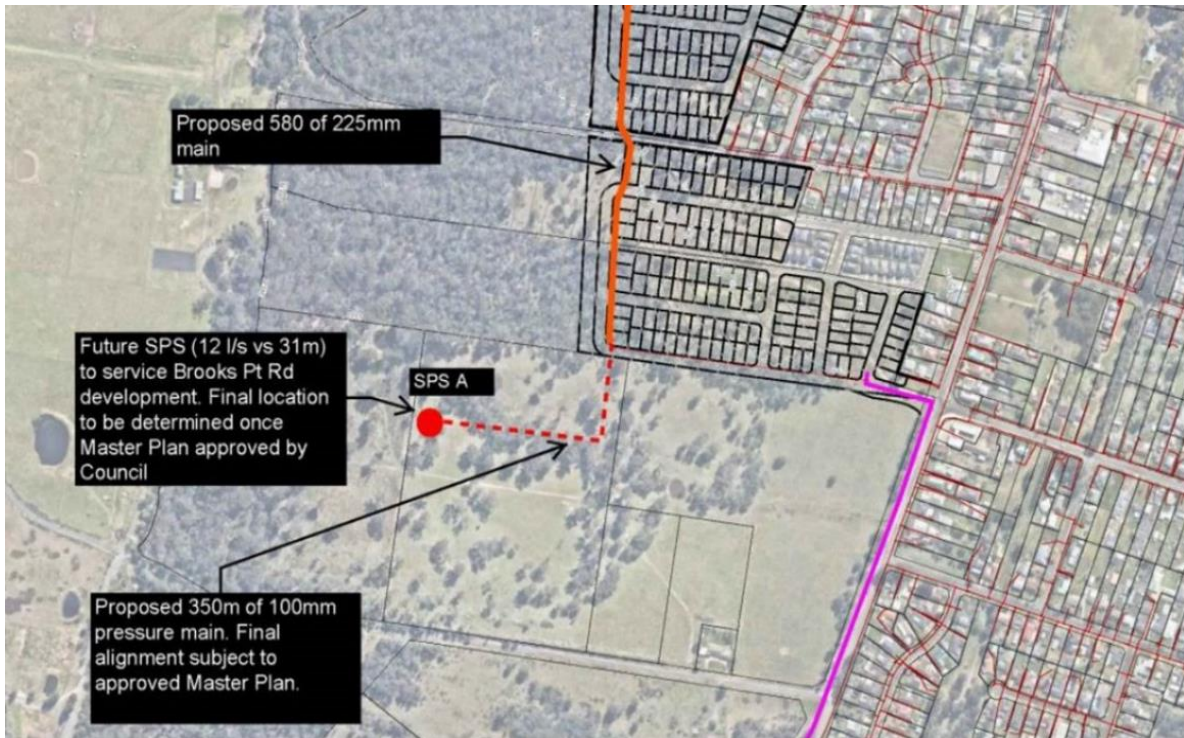 Proposed 580 of 225mm
main
Future SPS (12 l/s vs 31m)
to service Brooks Pt Rd
development. Final location
to be determined once
Master Plan approved by
Council
SPS A
Proposed 350m of 100mm
pressure main. Final
alignment subject to
approved Master Plan.